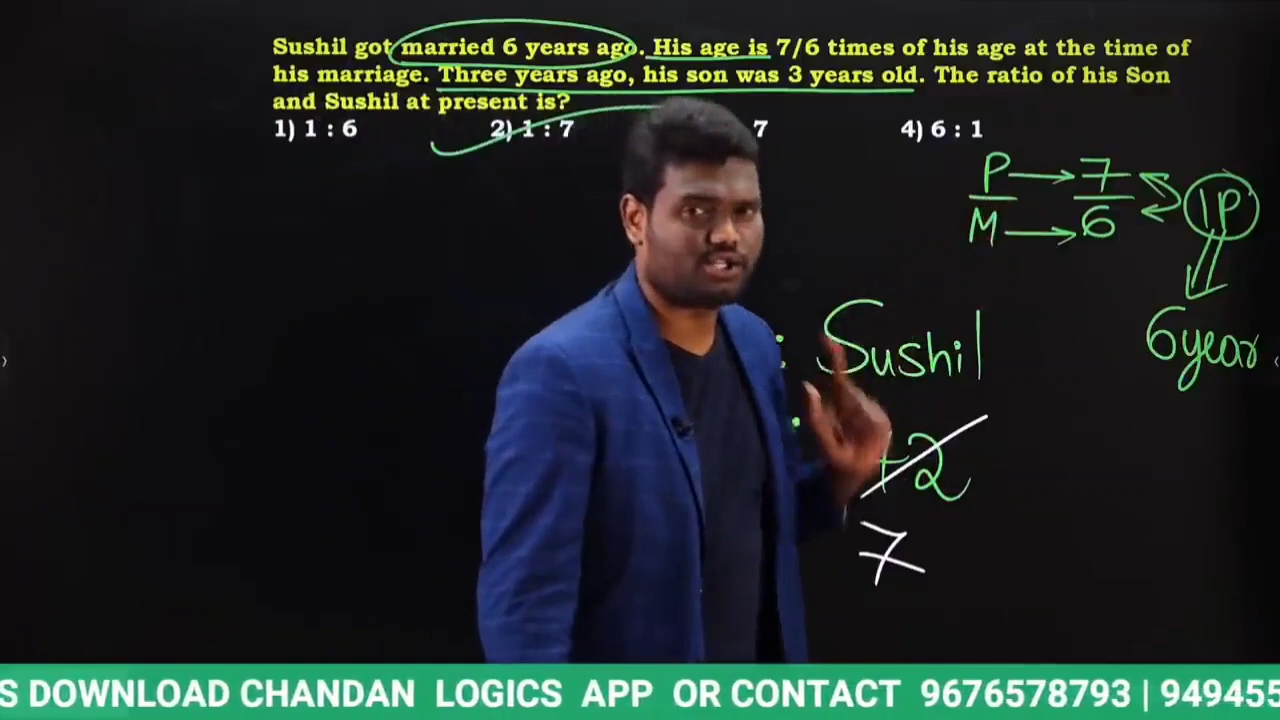 Sushil got married 6 years ago. His age is 7/6 times of his age at the time of
his marriage. Three years ago, his son was 3 years old. The ratio of his Son
and Sushil at present is?
1) 1 : 6 2) 1 : 7 7 4) 6 : 1
P → 7 1P
M → 6
6 year
: Sushil
: 42
7
S DOWNLOAD CHANDAN LOGICS APP OR CONTACT 9676578793 | 949455